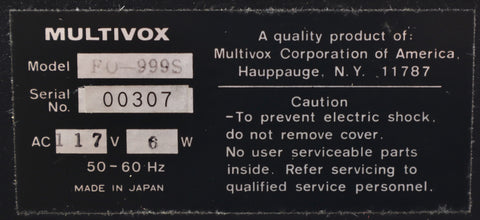 MULTIVOX
Model FU-999S
Serial No. 00307
AC 117 V 6 W
50-60 Hz
MADE IN JAPAN
A quality product of:
Multivox Corporation of America,
Hauppauge, N.Y. 11787
Caution
-To prevent electric shock,
do not remove cover.
No user serviceable parts
inside. Refer servicing to
qualified service personnel.